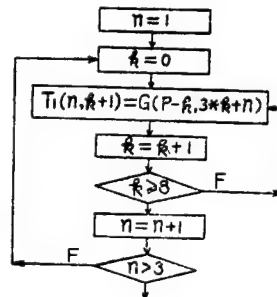 n=1
k=0
T1(n,k+1)=G(P-k,3*k+n)
k=k+1
k⩾8
F
n=n+1
F
n>3